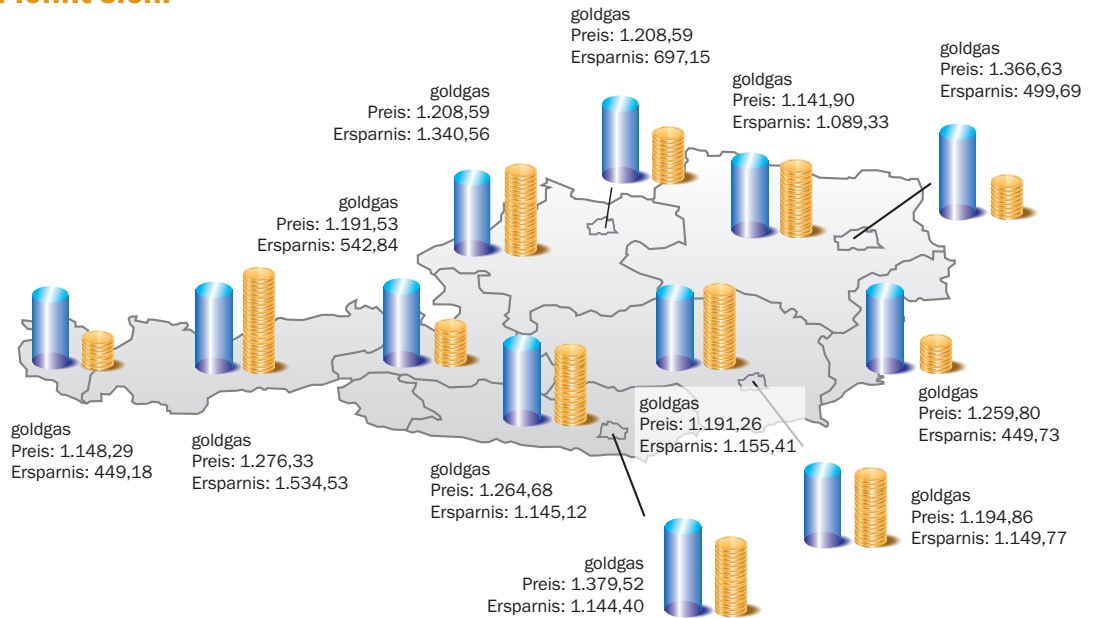 goldgas
Preis: 1.208,59
Ersparnis: 697,15
goldgas
Preis: 1.366,63
Ersparnis: 499,69
goldgas
Preis: 1.141,90
Ersparnis: 1.089,33
goldgas
Preis: 1.208,59
Ersparnis: 1.340,56
goldgas
Preis: 1.191,53
Ersparnis: 542,84
goldgas
Preis: 1.148,29
Ersparnis: 449,18
goldgas
Preis: 1.276,33
Ersparnis: 1.534,53
goldgas
Preis: 1.264,68
Ersparnis: 1.145,12
goldgas
Preis: 1.191,26
Ersparnis: 1.155,41
goldgas
Preis: 1.259,80
Ersparnis: 449,73
goldgas
Preis: 1.194,86
Ersparnis: 1.149,77
goldgas
Preis: 1.379,52
Ersparnis: 1.144,40